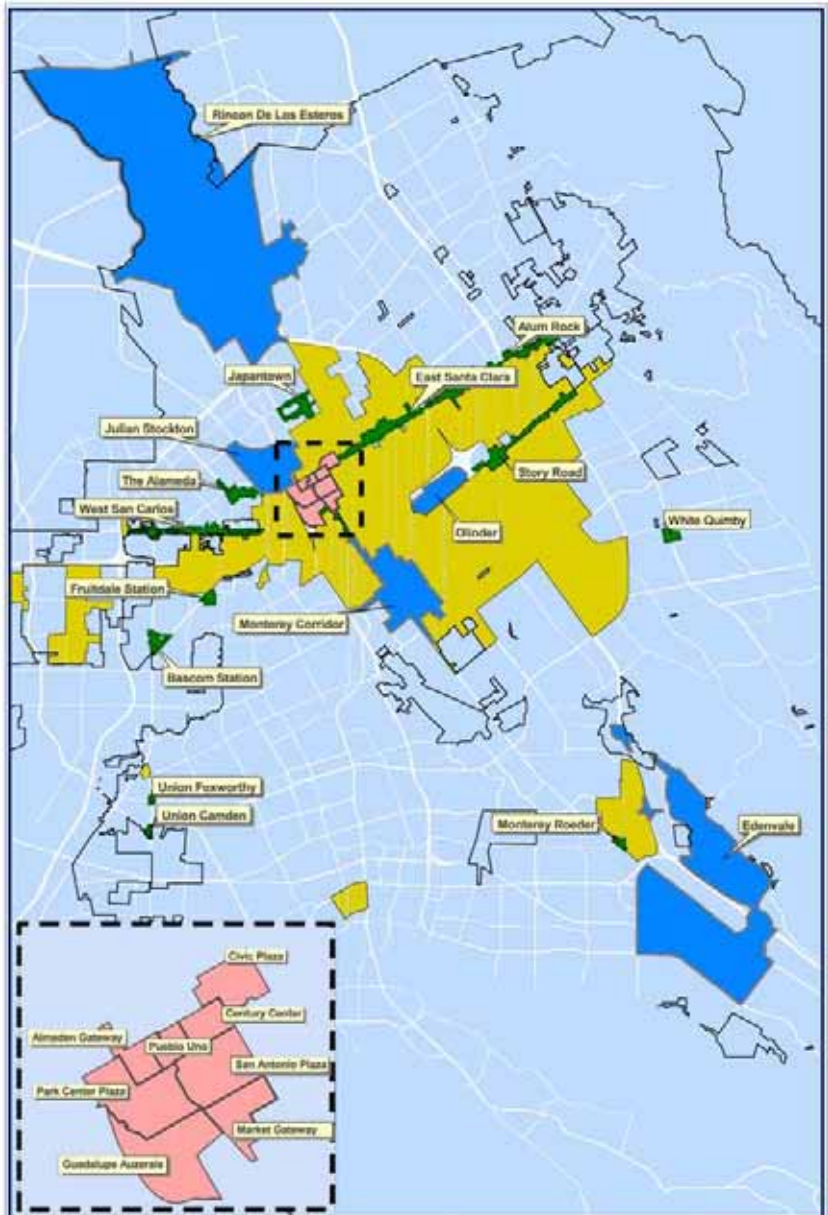 Rincon De Los Esteros
Alum Rock
Japantown
East Santa Clara
Julian Stockton
The Alameda
Story Road
West San Carlos
White Quimby
Olinder
Fruitdale Station
Monterey Corridor
Bascom Station
Union Foxworthy
Union Camden
Monterey Roeder
Edenvale
Civic Plaza
Century Center
Almaden Gateway
Pueblo Uno
San Antonio Plaza
Park Center Plaza
Market Gateway
Guadalupe Auzerais